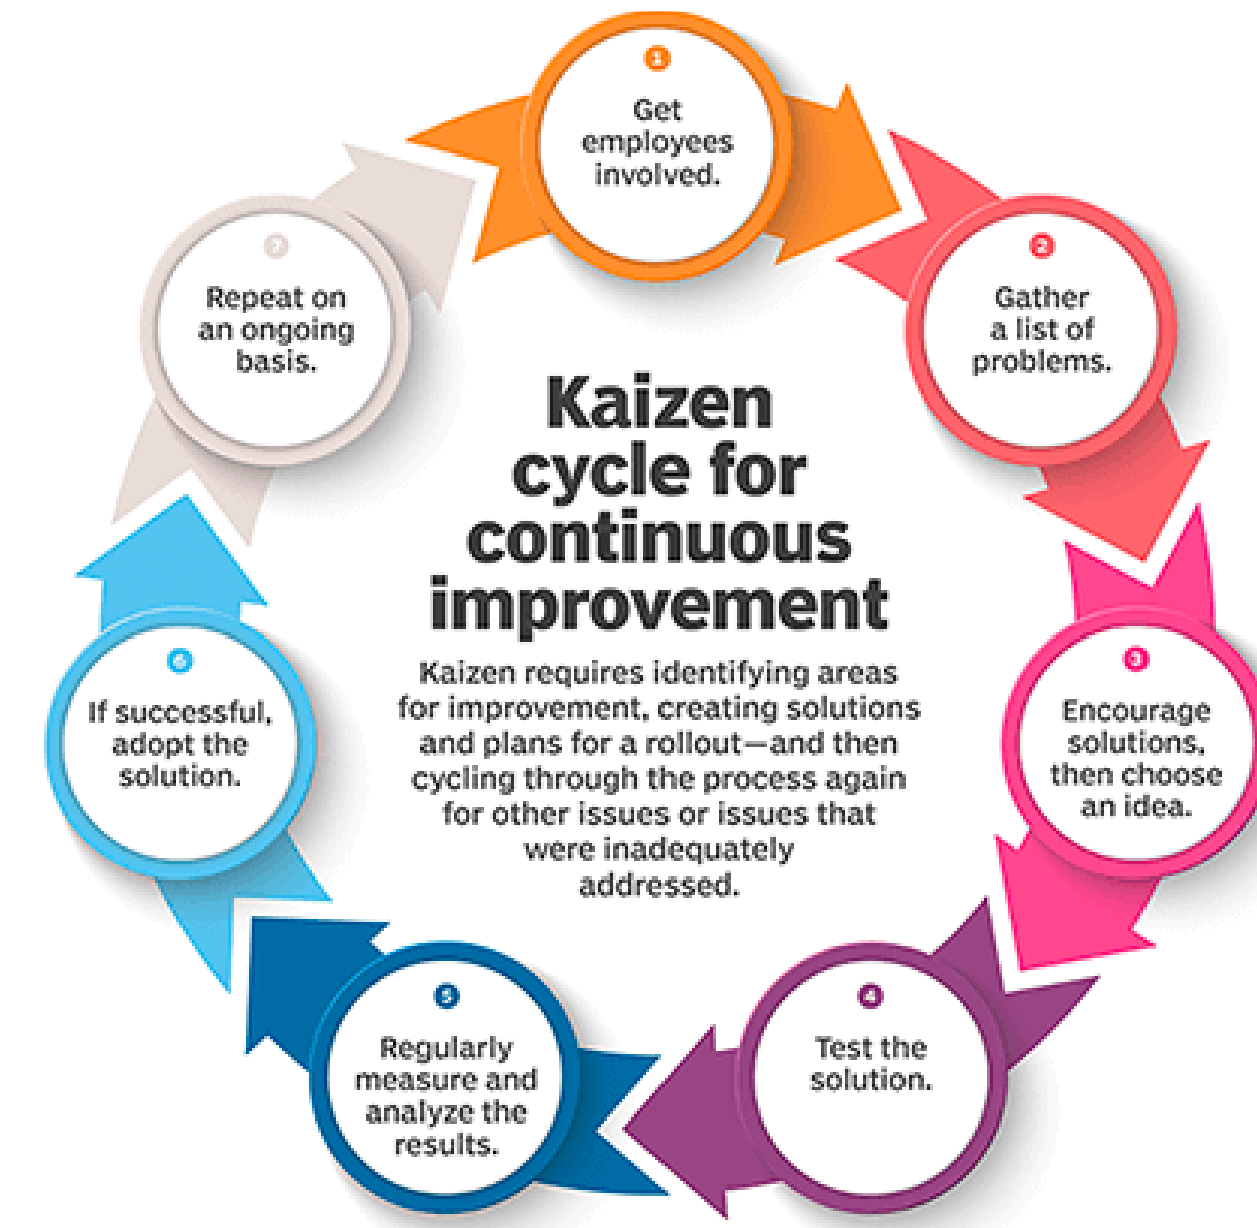 1
Get
employees
involved.
2
Gather
a list of
problems.
3
Encourage
solutions,
then choose
an idea.
4
Test the
solution.
5
Regularly
measure and
analyze the
results.
6
If successful,
adopt the
solution.
7
Repeat on
an ongoing
basis.
Kaizen
cycle for
continuous
improvement
Kaizen requires identifying areas
for improvement, creating solutions
and plans for a rollout—and then
cycling through the process again
for other issues or issues that
were inadequately
addressed.